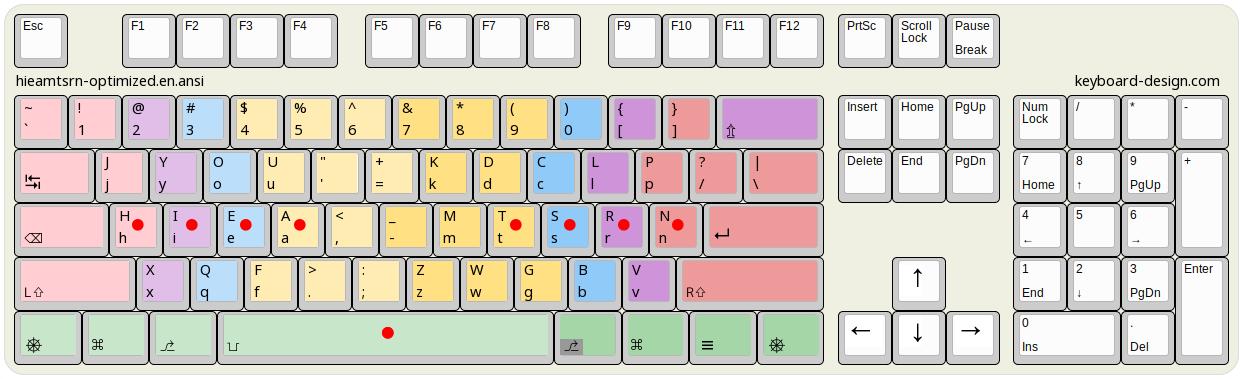 Esc F1 F2 F3 F4 F5 F6 F7 F8 F9 F10 F11 F12 PrtSc Scroll Lock Pause Break
hieamtsrn-optimized.en.ansi keyboard-design.com
~ ! @ # $ % ^ & * ( ) { } Insert Home PgUp Num Lock / * -
` 1 2 3 4 5 6 7 8 9 0 [ ] ⇧
J Y O U " + K D C L P ? | Delete End PgDn 7 8 9 +
↹ j y o u ' = k d c l p / \ Home ↑ PgUp
H I E A < _ M T S R N 4 5 6
⌫ h i e a , - m t s r n ↵ ← →
X Q F > : Z W G B V ↑ 1 2 3 Enter
L⇧ x q f . ; z w g b v R⇧ End ↓ PgDn
⎈ ⌘ ⎇ ⌴ ⎇ ⌘ ≡ ⎈ ← ↓ → 0 .
Ins Del